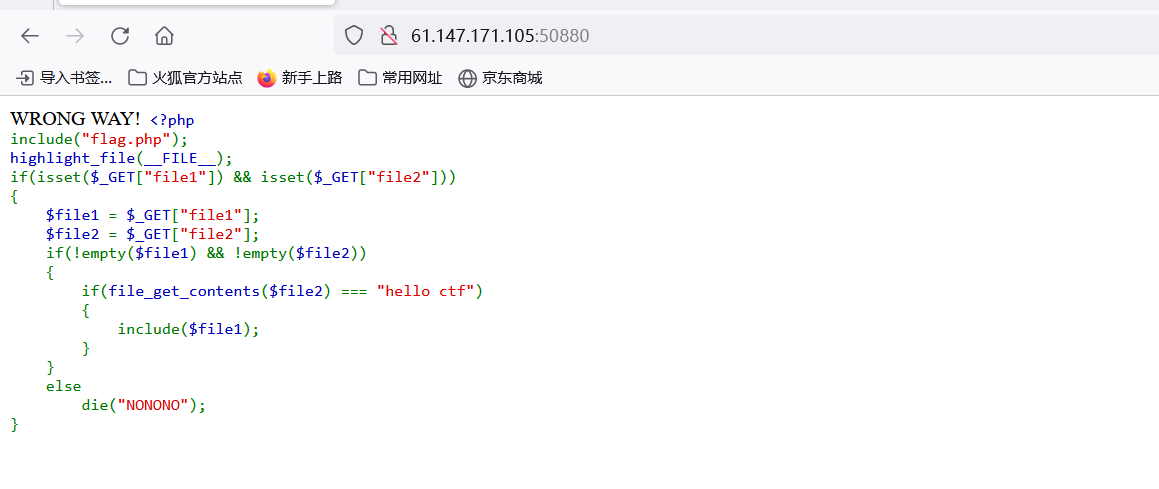 61.147.171.105:50880
导入书签... 火狐官方站点 新手上路 常用网址 京东商城
WRONG WAY! <?php
include("flag.php");
highlight_file(__FILE__);
if(isset($_GET["file1"]) && isset($_GET["file2"]))
{
    $file1 = $_GET["file1"];
    $file2 = $_GET["file2"];
    if(!empty($file1) && !empty($file2))
    {
        if(file_get_contents($file2) === "hello ctf")
        {
            include($file1);
        }
    }
    else
        die("NONONO");
}